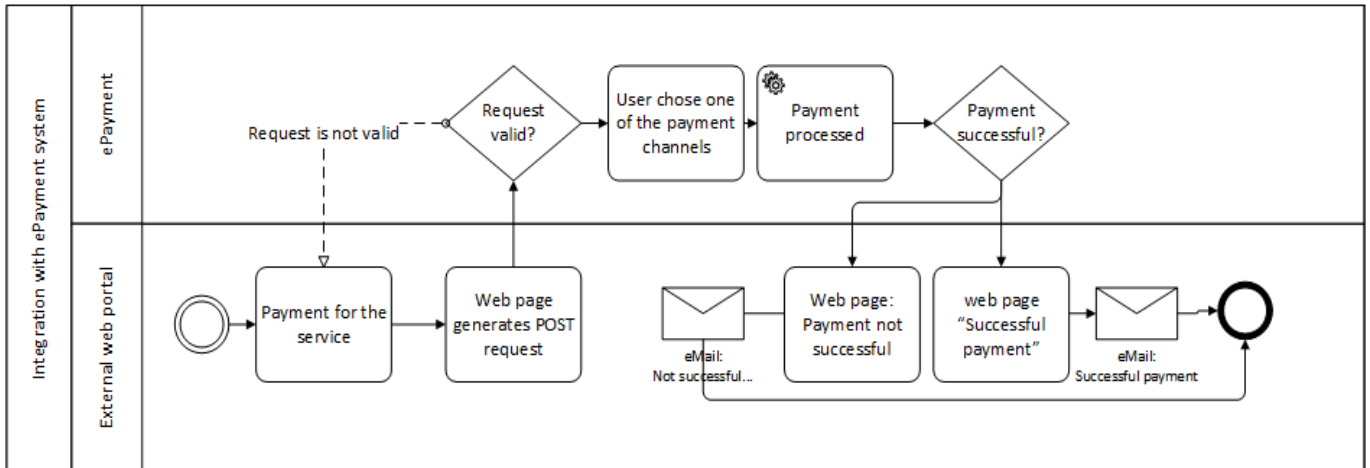 Integration with ePayment system
ePayment
External web portal
Request is not valid
Request
valid?
User chose one
of the payment
channels
Payment
processed
Payment
successful?
Payment for the
service
Web page
generates POST
request
eMail:
Not successful...
Web page:
Payment not
successful
web page
“Successful
payment”
eMail:
Successful payment